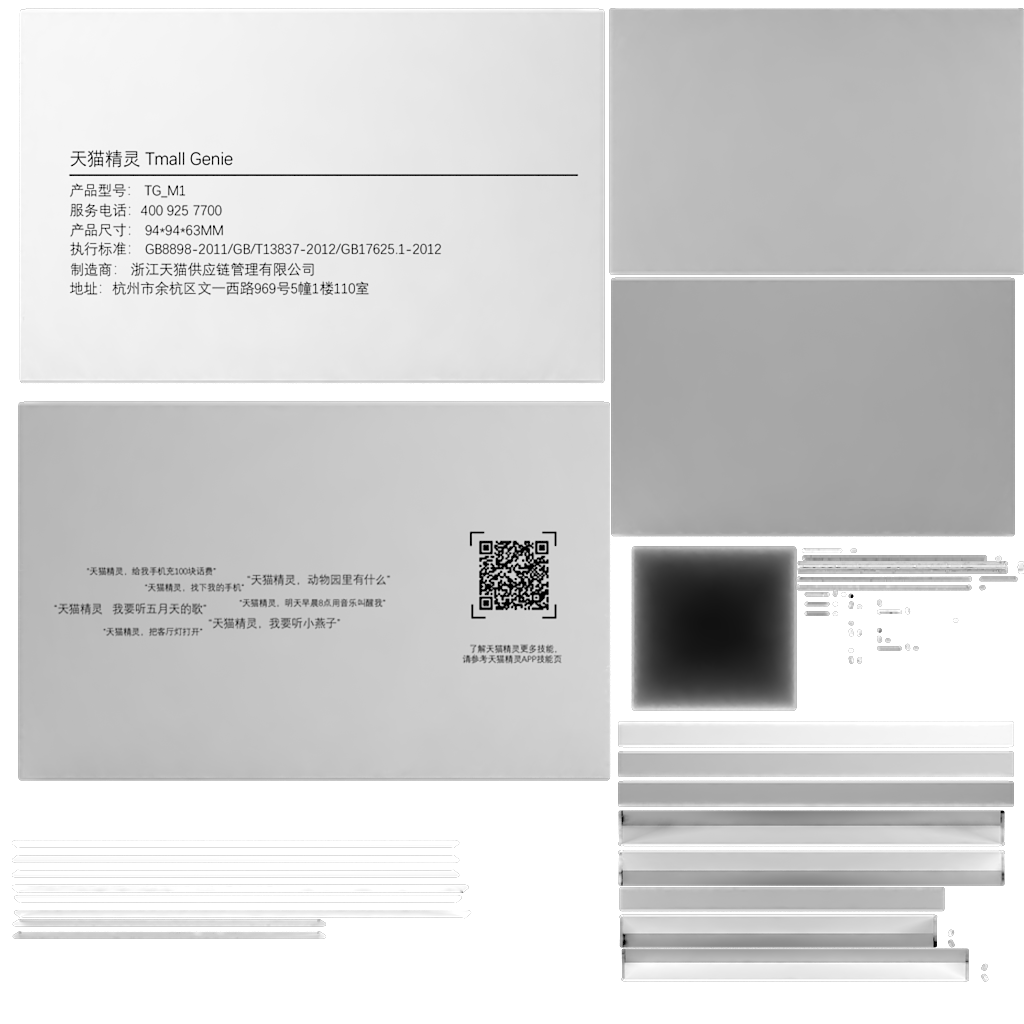 天猫精灵 Tmall Genie
产品型号： TG_M1
服务电话：400 925 7700
产品尺寸： 94*94*63MM
执行标准： GB8898-2011/GB/T13837-2012/GB17625.1-2012
制造商： 浙江天猫供应链管理有限公司
地址：杭州市余杭区文一西路969号5幢1楼110室
“天猫精灵，给我手机充100块话费”
“天猫精灵，动物园里有什么”
“天猫精灵，找下我的手机”
“天猫精灵，明天早晨8点用音乐叫醒我”
“天猫精灵 我要听五月天的歌”
“天猫精灵，我要听小燕子”
“天猫精灵，把客厅灯打开”
了解天猫精灵更多技能，
请参考天猫精灵APP技能页